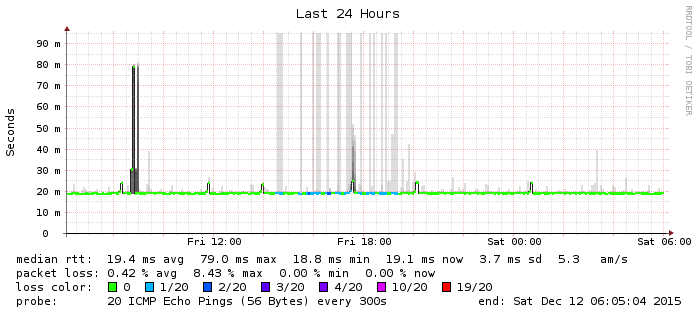 Last 24 Hours
RRDTOOL / TOBI OETIKER
Seconds
90 m
80 m
70 m
60 m
50 m
40 m
30 m
20 m
10 m
0
Fri 12:00 Fri 18:00 Sat 00:00 Sat 06:00
median rtt: 19.4 ms avg 79.0 ms max 18.8 ms min 19.1 ms now 3.7 ms sd 5.3 am/s
packet loss: 0.42 % avg 8.43 % max 0.00 % min 0.00 % now
loss color: 0 1/20 2/20 3/20 4/20 10/20 19/20
probe: 20 ICMP Echo Pings (56 Bytes) every 300s end: Sat Dec 12 06:05:04 2015